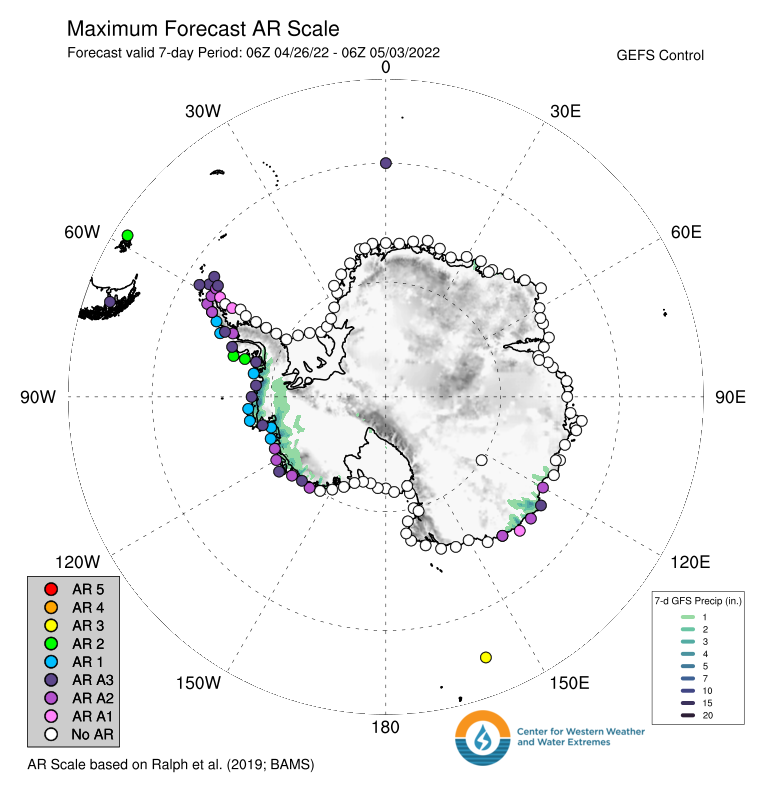 Maximum Forecast AR Scale
Forecast valid 7-day Period: 06Z 04/26/22 - 06Z 05/03/2022
GEFS Control
0
30W
30E
60W
60E
90W
90E
120W
120E
150W
150E
180
AR 5
AR 4
AR 3
AR 2
AR 1
AR A3
AR A2
AR A1
No AR
7-d GFS Precip (in.)
1
2
3
4
5
7
10
15
20
Center for Western Weather
and Water Extremes
AR Scale based on Ralph et al. (2019; BAMS)